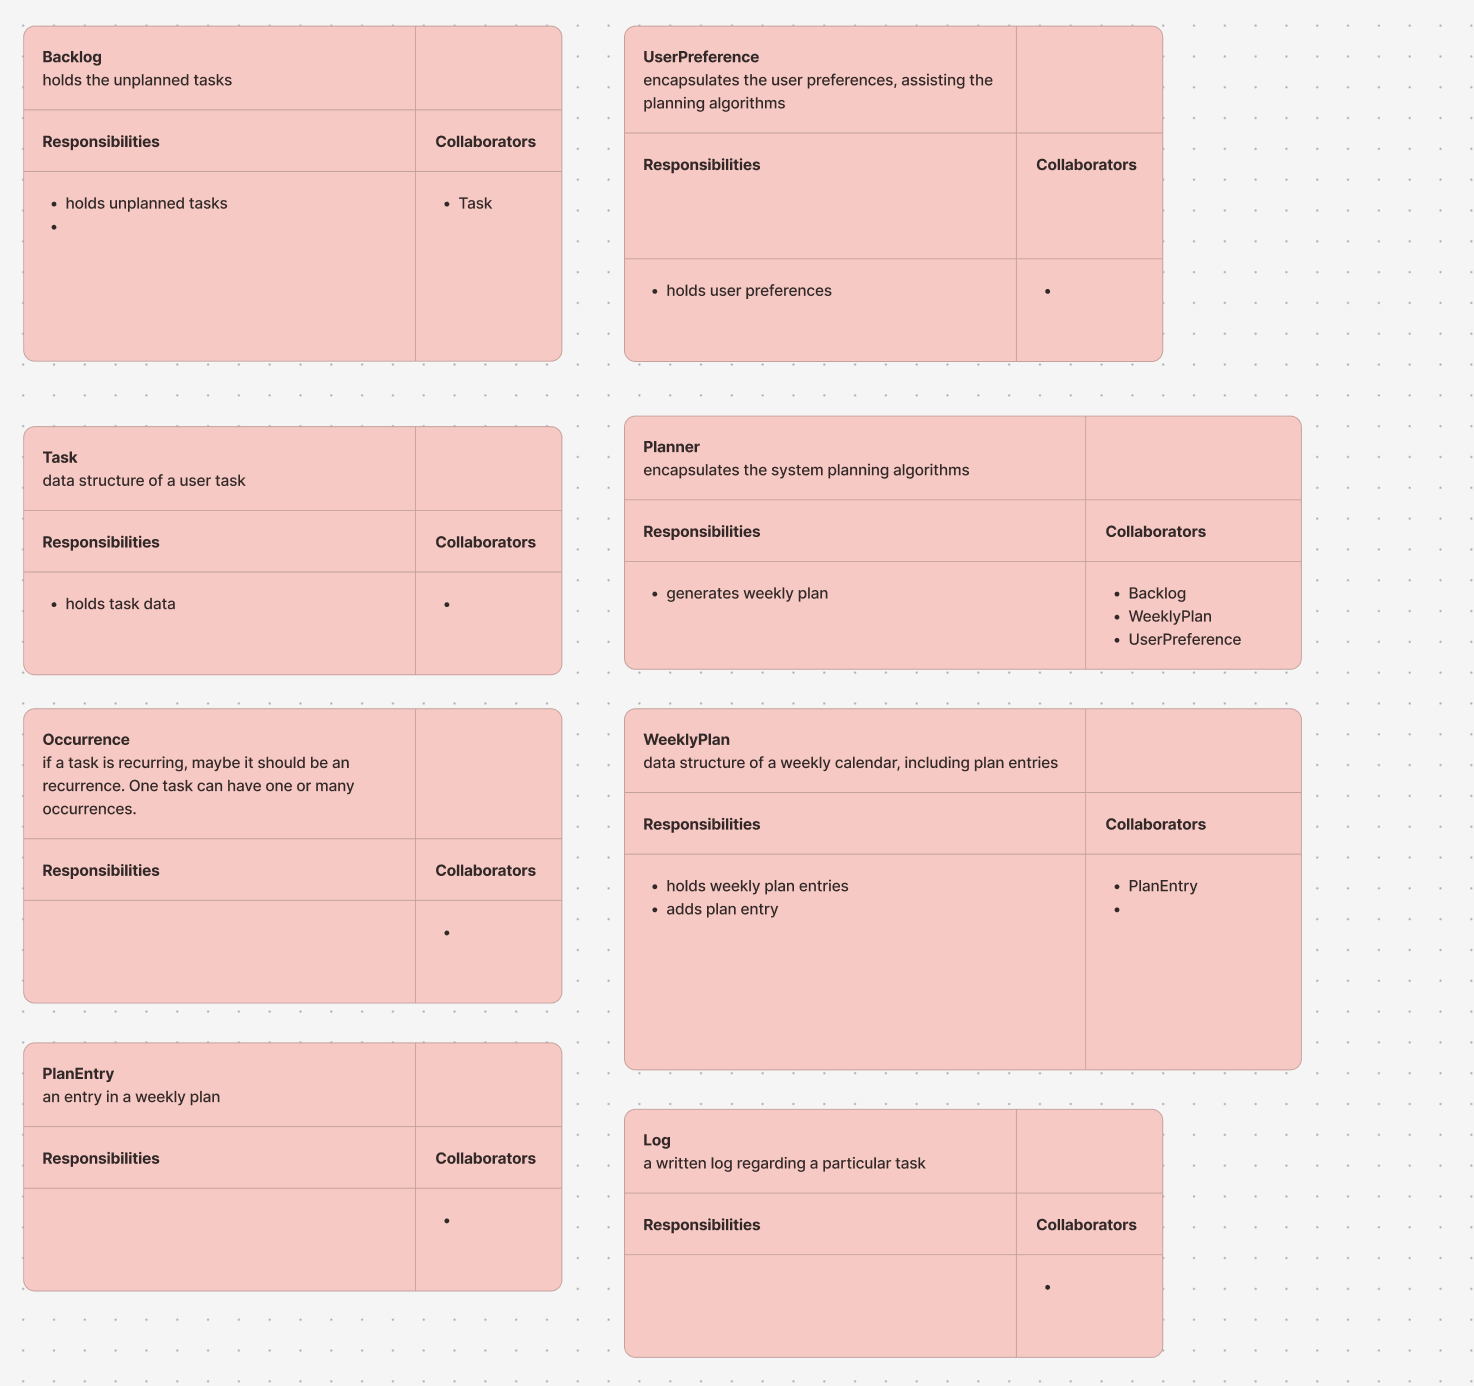 Backlog
holds the unplanned tasks
Responsibilities
Collaborators
• holds unplanned tasks
•
• Task
UserPreference
encapsulates the user preferences, assisting the
planning algorithms
Responsibilities
Collaborators
• holds user preferences
•
Task
data structure of a user task
Responsibilities
Collaborators
• holds task data
•
Planner
encapsulates the system planning algorithms
Responsibilities
Collaborators
• generates weekly plan
• Backlog
• WeeklyPlan
• UserPreference
Occurrence
if a task is recurring, maybe it should be an
recurrence. One task can have one or many
occurrences.
Responsibilities
Collaborators
•
WeeklyPlan
data structure of a weekly calendar, including plan entries
Responsibilities
Collaborators
• holds weekly plan entries
• adds plan entry
• PlanEntry
•
PlanEntry
an entry in a weekly plan
Responsibilities
Collaborators
•
Log
a written log regarding a particular task
Responsibilities
Collaborators
•